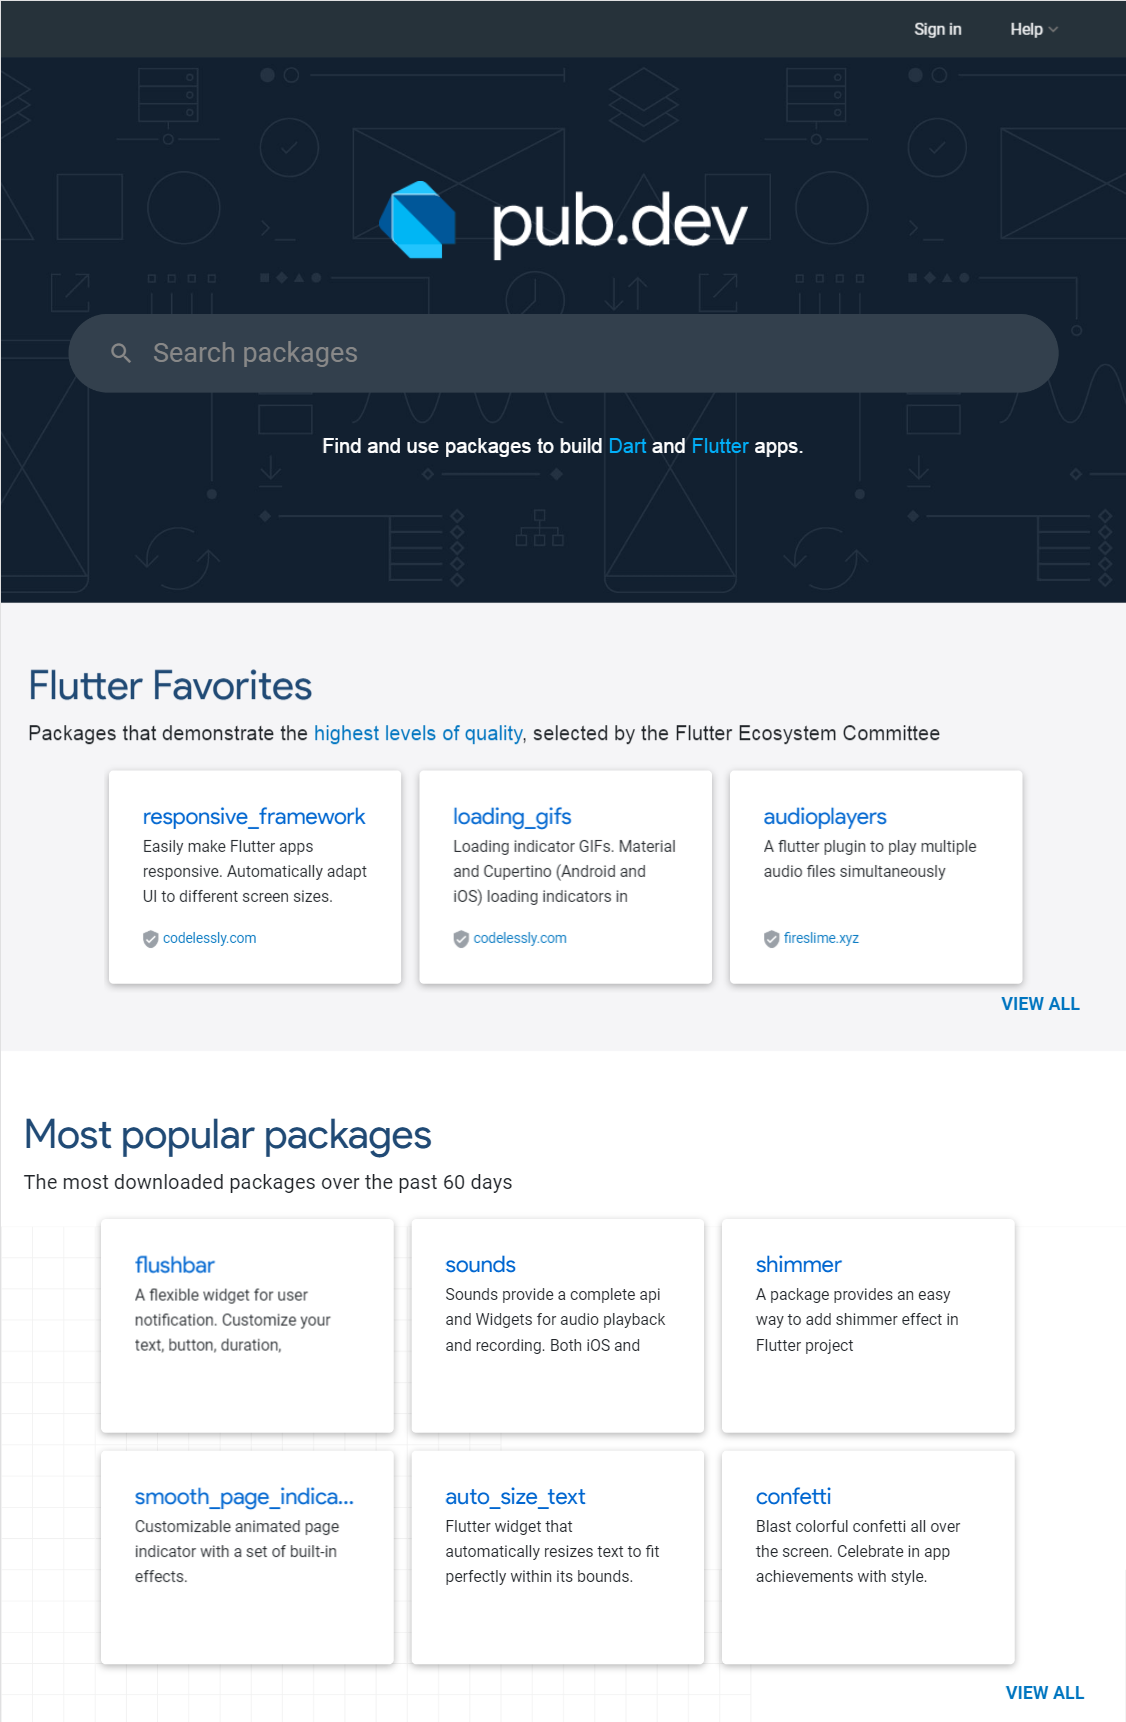 Sign in Help
pub.dev
Search packages
Find and use packages to build Dart and Flutter apps.
Flutter Favorites
Packages that demonstrate the highest levels of quality, selected by the Flutter Ecosystem Committee
responsive_framework
Easily make Flutter apps
responsive. Automatically adapt
UI to different screen sizes.
codelessly.com
loading_gifs
Loading indicator GIFs. Material
and Cupertino (Android and
iOS) loading indicators in
codelessly.com
audioplayers
A flutter plugin to play multiple
audio files simultaneously
fireslime.xyz
VIEW ALL
Most popular packages
The most downloaded packages over the past 60 days
flushbar
A flexible widget for user
notification. Customize your
text, button, duration,
sounds
Sounds provide a complete api
and Widgets for audio playback
and recording. Both iOS and
shimmer
A package provides an easy
way to add shimmer effect in
Flutter project
smooth_page_indica...
Customizable animated page
indicator with a set of built-in
effects.
auto_size_text
Flutter widget that
automatically resizes text to fit
perfectly within its bounds.
confetti
Blast colorful confetti all over
the screen. Celebrate in app
achievements with style.
VIEW ALL